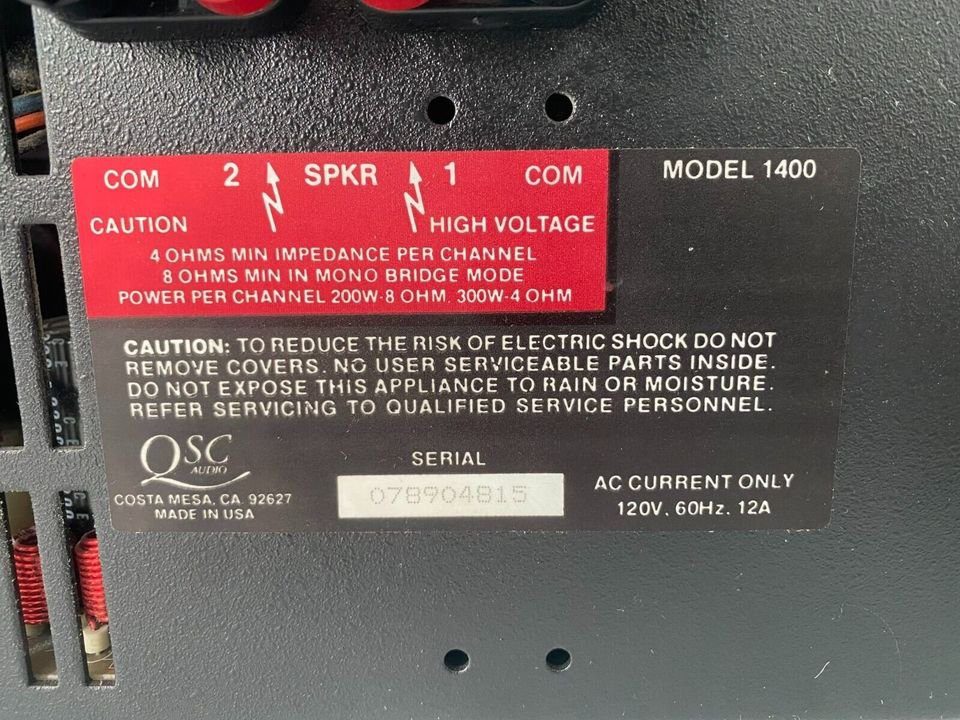 COM 2 SPKR 1 COM
MODEL 1400
CAUTION HIGH VOLTAGE
4 OHMS MIN IMPEDANCE PER CHANNEL
8 OHMS MIN IN MONO BRIDGE MODE
POWER PER CHANNEL 200W-8 OHM, 300W-4 OHM
CAUTION: TO REDUCE THE RISK OF ELECTRIC SHOCK DO NOT
REMOVE COVERS. NO USER SERVICEABLE PARTS INSIDE.
DO NOT EXPOSE THIS APPLIANCE TO RAIN OR MOISTURE.
REFER SERVICING TO QUALIFIED SERVICE PERSONNEL.
QSC
AUDIO
COSTA MESA, CA. 92627
MADE IN USA
SERIAL
078904815
AC CURRENT ONLY
120V, 60Hz, 12A